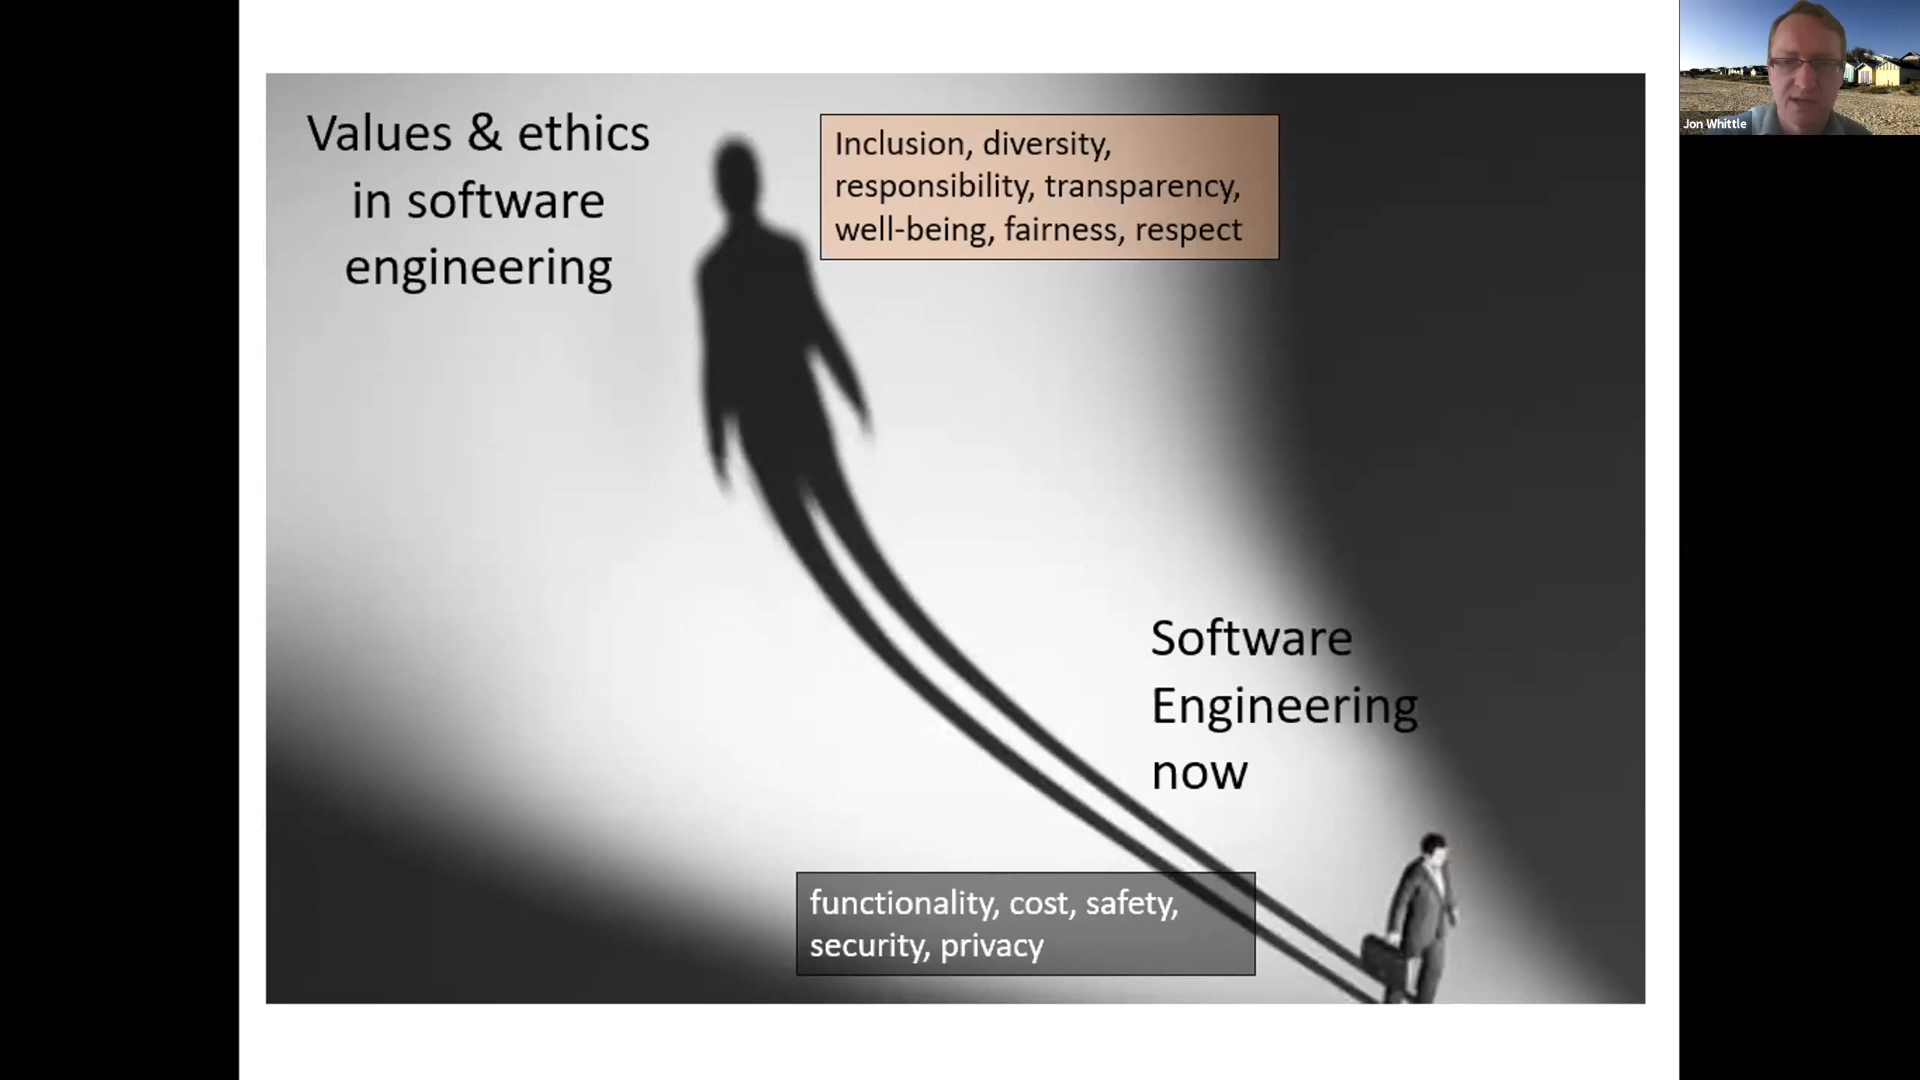 Values & ethics
in software
engineering
Inclusion, diversity,
responsibility, transparency,
well-being, fairness, respect
Jon Whittle
Software
Engineering
now
functionality, cost, safety,
security, privacy